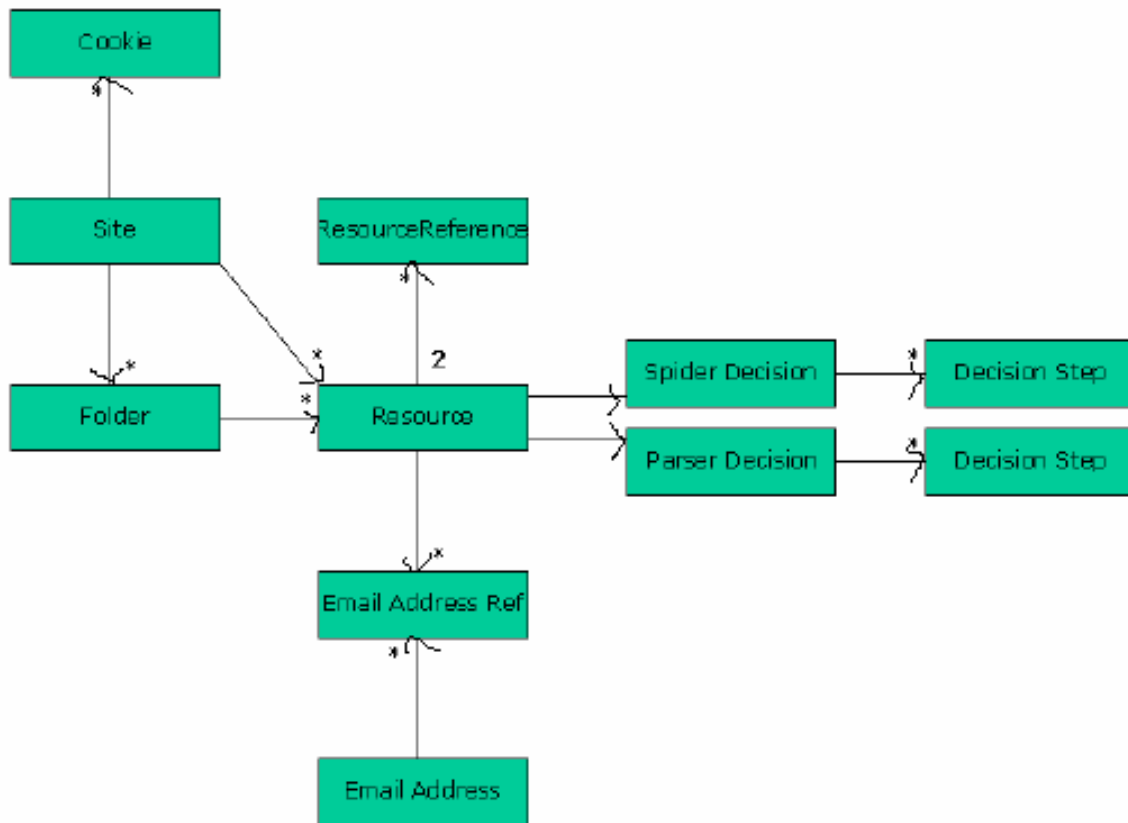 Cookie
*
Site
ResourceReference
*
*
*
2
*
Folder
Resource
Spider Decision
*
Decision Step
Parser Decision
*
Decision Step
*
Email Address Ref
*
Email Address